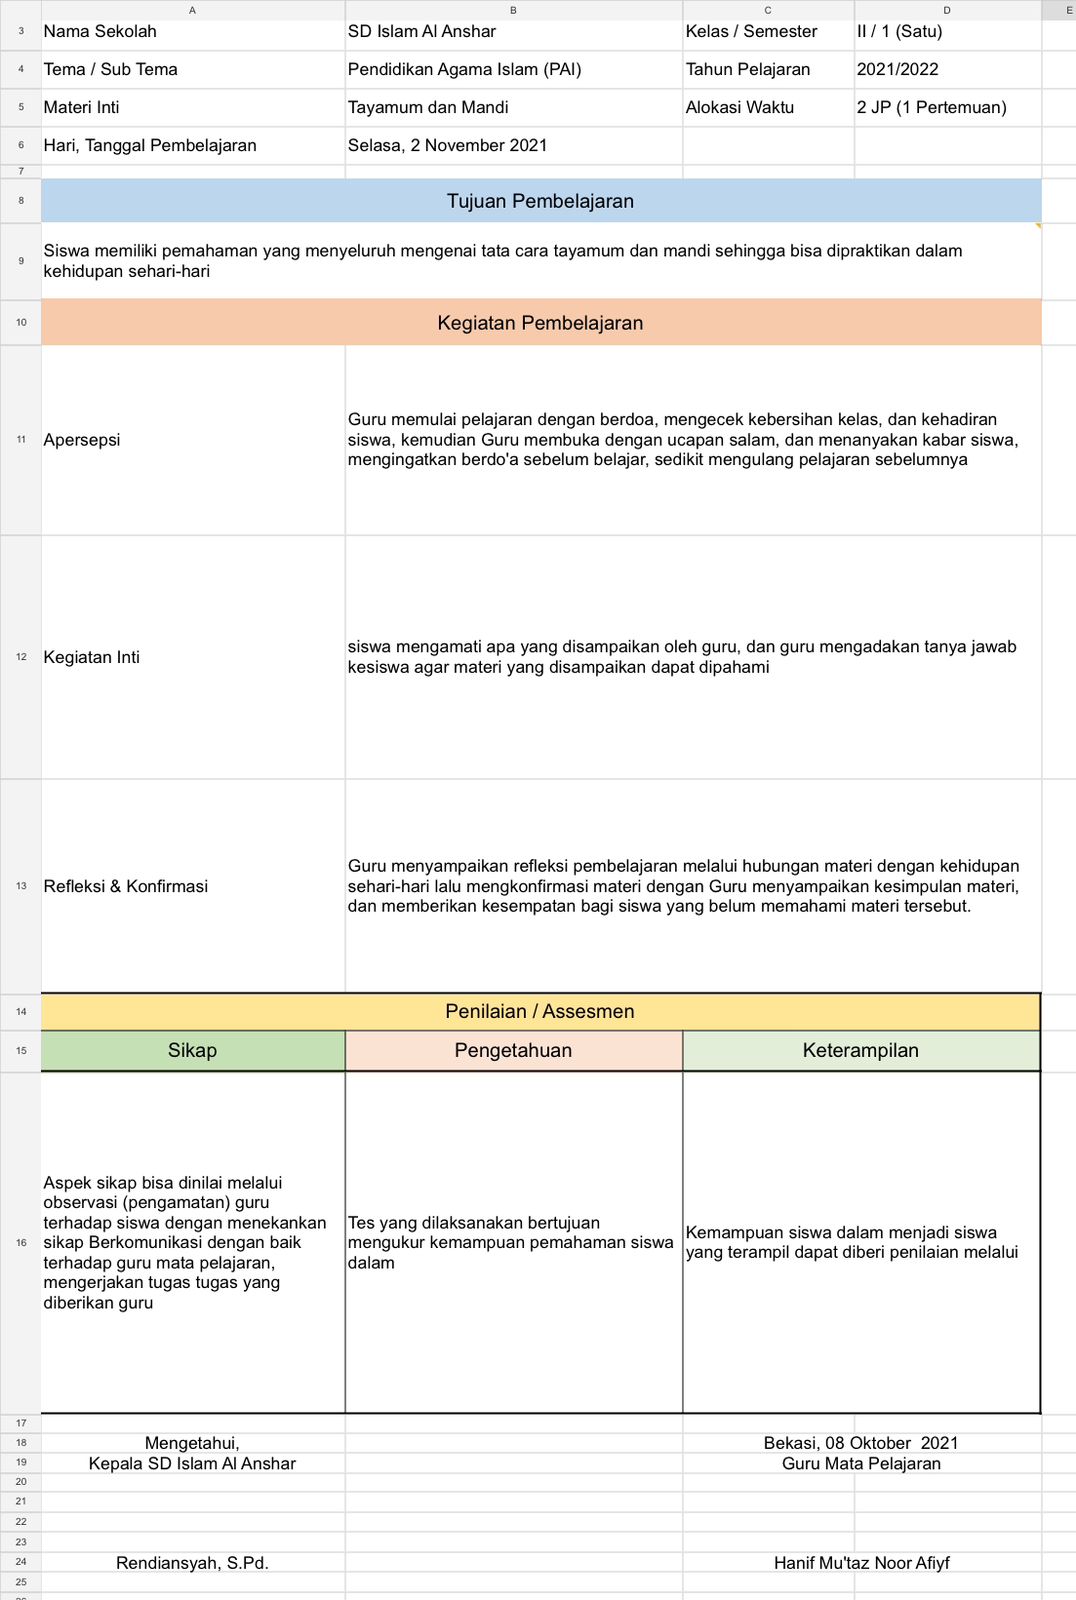 A B C D E
3 Nama Sekolah SD Islam Al Anshar Kelas / Semester II / 1 (Satu)
4 Tema / Sub Tema Pendidikan Agama Islam (PAI) Tahun Pelajaran 2021/2022
5 Materi Inti Tayamum dan Mandi Alokasi Waktu 2 JP (1 Pertemuan)
6 Hari, Tanggal Pembelajaran Selasa, 2 November 2021
7
8 Tujuan Pembelajaran
9 Siswa memiliki pemahaman yang menyeluruh mengenai tata cara tayamum dan mandi sehingga bisa dipraktikan dalam
kehidupan sehari-hari
10 Kegiatan Pembelajaran
11 Apersepsi
Guru memulai pelajaran dengan berdoa, mengecek kebersihan kelas, dan kehadiran
siswa, kemudian Guru membuka dengan ucapan salam, dan menanyakan kabar siswa,
mengingatkan berdo'a sebelum belajar, sedikit mengulang pelajaran sebelumnya
12 Kegiatan Inti
siswa mengamati apa yang disampaikan oleh guru, dan guru mengadakan tanya jawab
kesiswa agar materi yang disampaikan dapat dipahami
13 Refleksi & Konfirmasi
Guru menyampaikan refleksi pembelajaran melalui hubungan materi dengan kehidupan
sehari-hari lalu mengkonfirmasi materi dengan Guru menyampaikan kesimpulan materi,
dan memberikan kesempatan bagi siswa yang belum memahami materi tersebut.
14 Penilaian / Assesmen
15 Sikap Pengetahuan Keterampilan
16
Aspek sikap bisa dinilai melalui
observasi (pengamatan) guru
terhadap siswa dengan menekankan
sikap Berkomunikasi dengan baik
terhadap guru mata pelajaran,
mengerjakan tugas tugas yang
diberikan guru
Tes yang dilaksanakan bertujuan
mengukur kemampuan pemahaman siswa
dalam
Kemampuan siswa dalam menjadi siswa
yang terampil dapat diberi penilaian melalui
17
18 Mengetahui, Bekasi, 08 Oktober  2021
19 Kepala SD Islam Al Anshar Guru Mata Pelajaran
20
21
22
23
24 Rendiansyah, S.Pd. Hanif Mu'taz Noor Afiyf
25